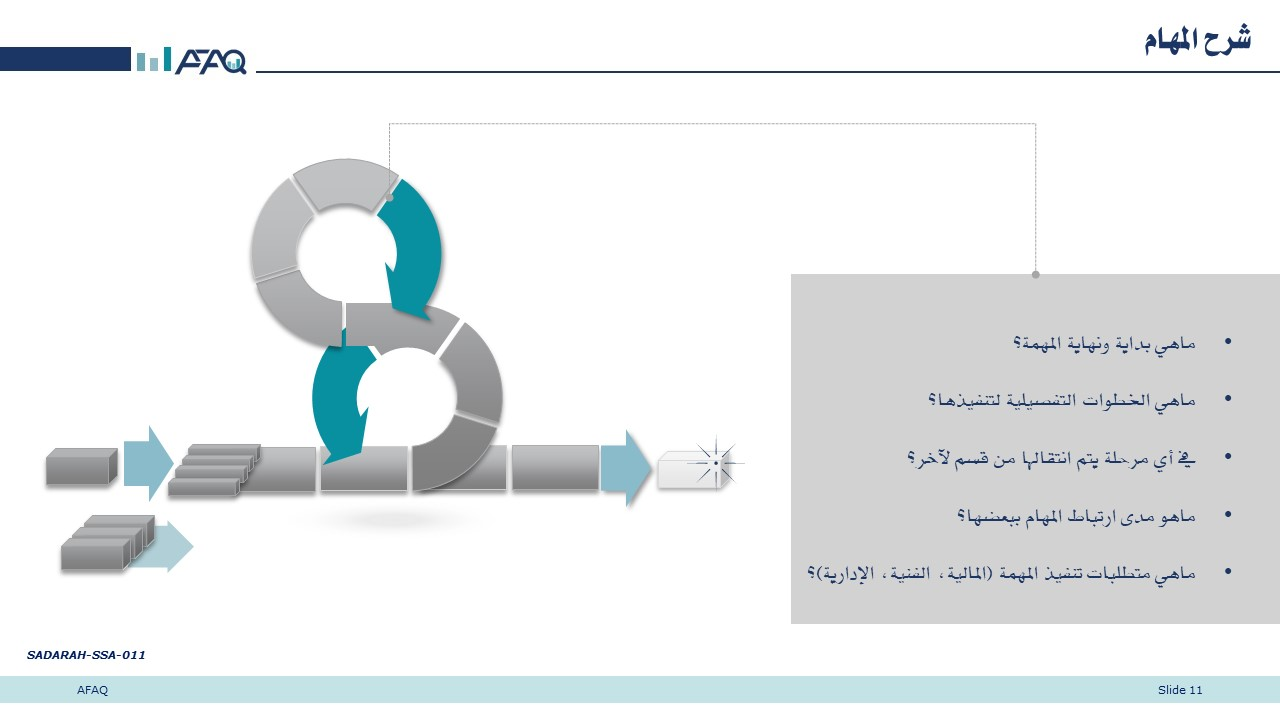 شرح المهام
AFAQ
• ماهي بداية ونهاية المهمة؟
• ماهي الخطوات التفصيلية لتنفيذها؟
• في أي مرحلة يتم انتقالها من قسم لآخر؟
• ماهو مدى ارتباط المهام ببعضها؟
• ماهي متطلبات تنفيذ المهمة (المالية، الفنية، الإدارية)؟
SADARAH-SSA-011
AFAQ
Slide 11